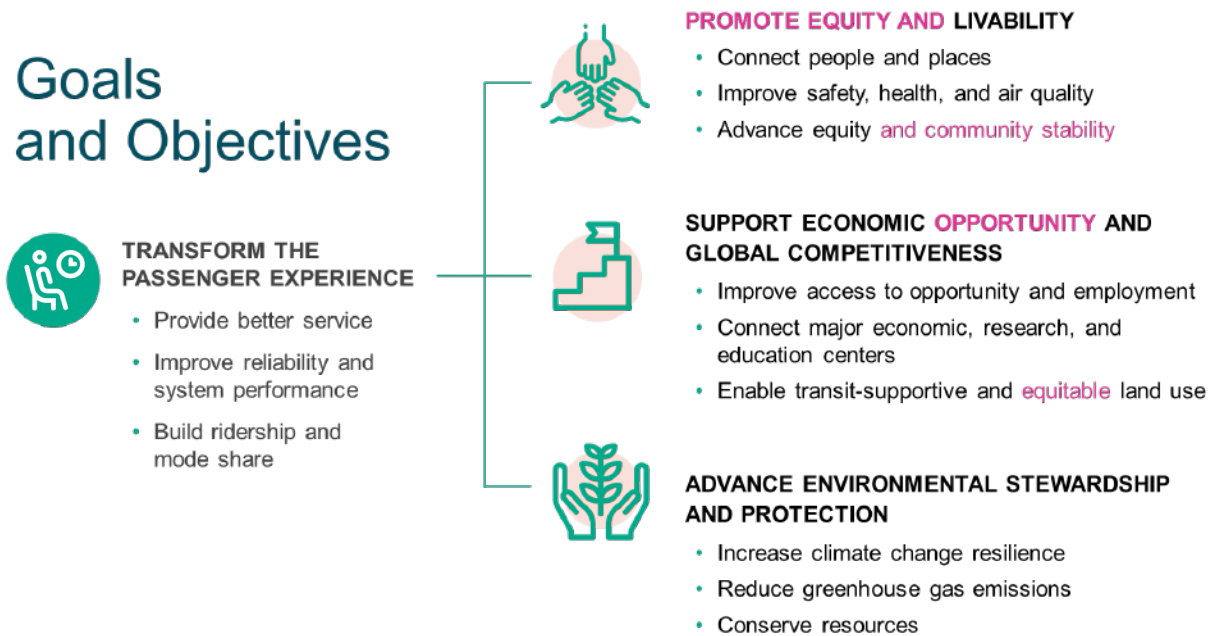 Goals
and Objectives
TRANSFORM THE
PASSENGER EXPERIENCE
• Provide better service
• Improve reliability and
system performance
• Build ridership and
mode share
PROMOTE EQUITY AND LIVABILITY
• Connect people and places
• Improve safety, health, and air quality
• Advance equity and community stability
SUPPORT ECONOMIC OPPORTUNITY AND
GLOBAL COMPETITIVENESS
• Improve access to opportunity and employment
• Connect major economic, research, and
education centers
• Enable transit-supportive and equitable land use
ADVANCE ENVIRONMENTAL STEWARDSHIP
AND PROTECTION
• Increase climate change resilience
• Reduce greenhouse gas emissions
• Conserve resources